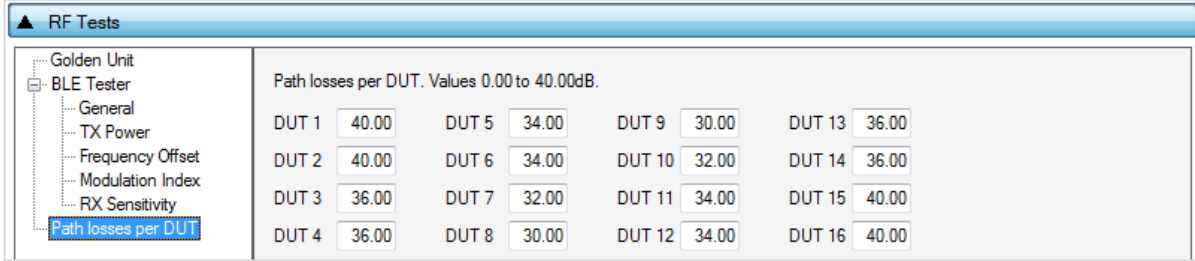 RF Tests
Golden Unit
BLE Tester
General
TX Power
Frequency Offset
Modulation Index
RX Sensitivity
Path losses per DUT
Path losses per DUT. Values 0.00 to 40.00dB.
DUT 1 40.00 DUT 5 34.00 DUT 9 30.00 DUT 13 36.00
DUT 2 40.00 DUT 6 34.00 DUT 10 32.00 DUT 14 36.00
DUT 3 36.00 DUT 7 32.00 DUT 11 34.00 DUT 15 40.00
DUT 4 36.00 DUT 8 30.00 DUT 12 34.00 DUT 16 40.00